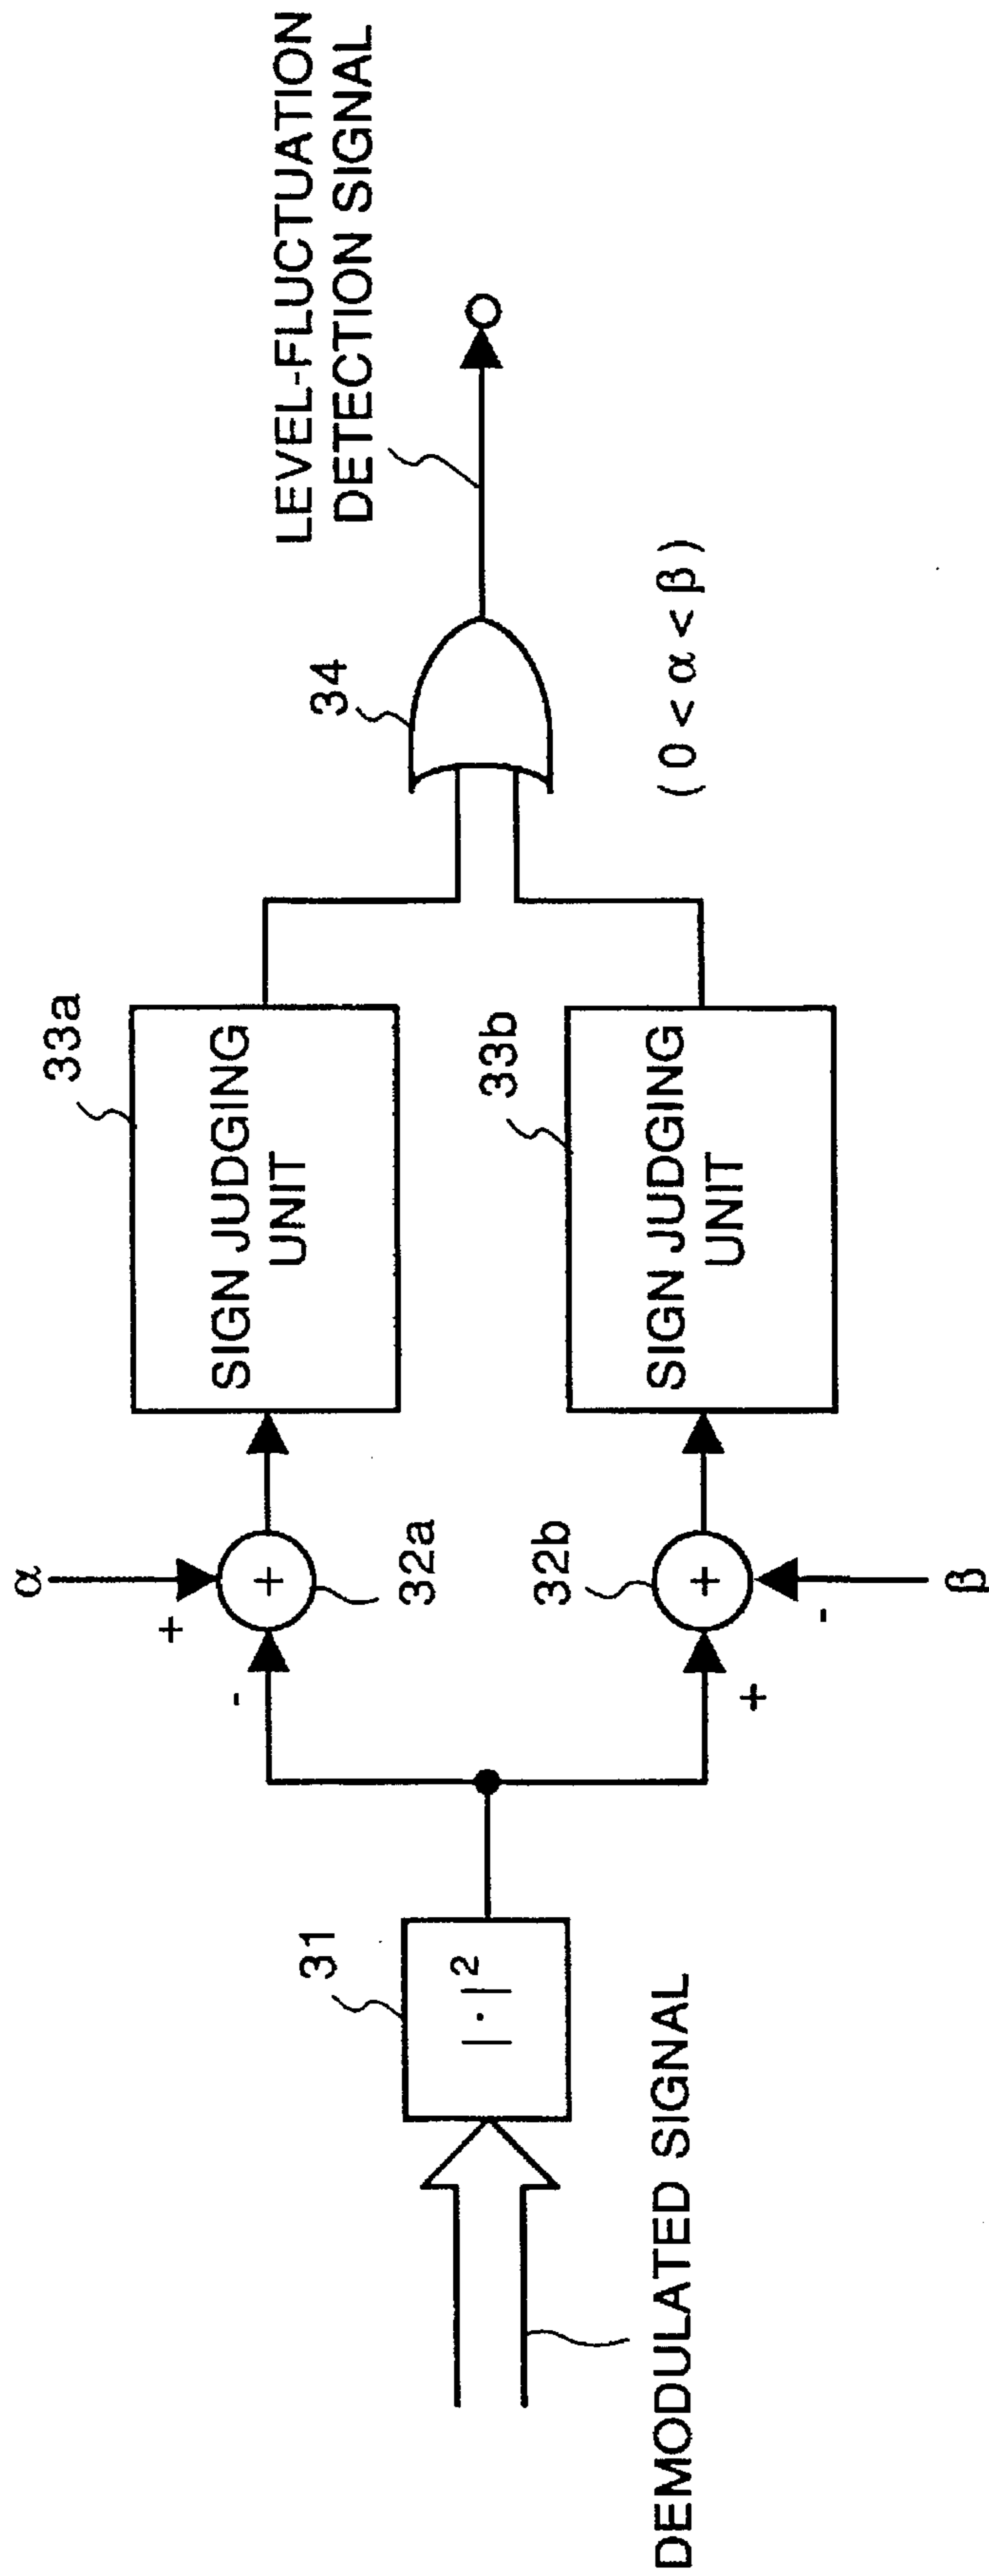 DEMODULATED SIGNAL
31
|·|²
α
+
-
+
32a
33a
SIGN JUDGING
UNIT
32b
+
+
-
β
33b
SIGN JUDGING
UNIT
34
( 0 < α < β )
LEVEL-FLUCTUATION
DETECTION SIGNAL